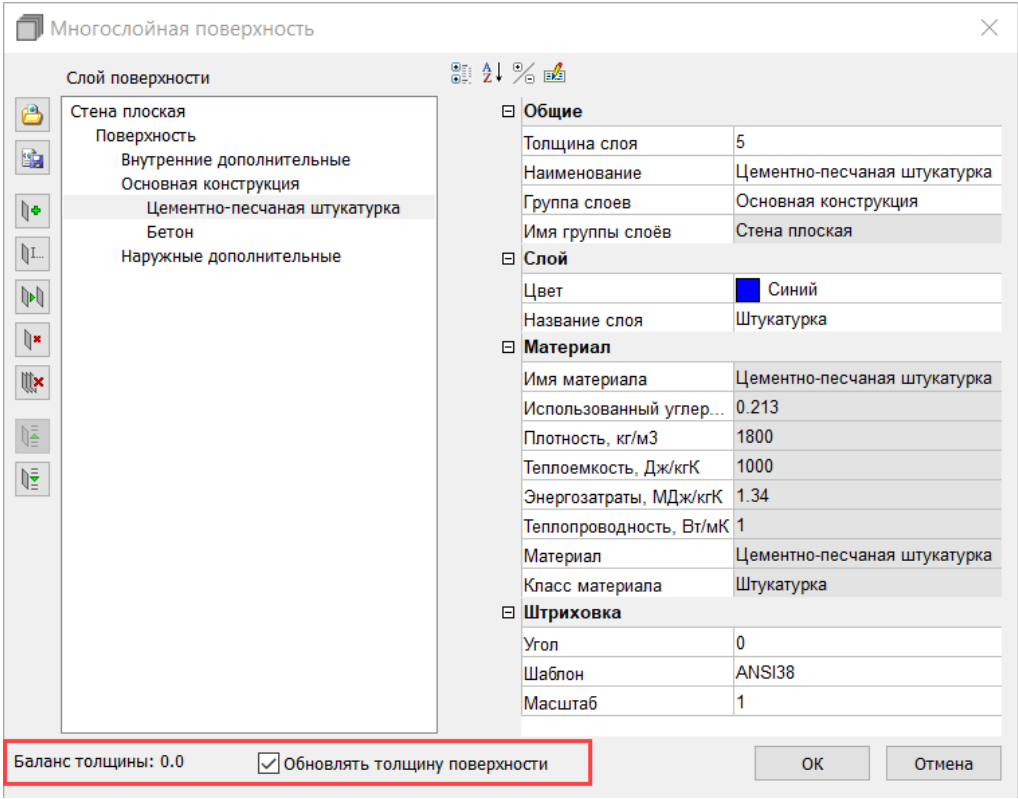 Многослойная поверхность
Слой поверхности
Стена плоская
Поверхность
Внутренние дополнительные
Основная конструкция
Цементно-песчаная штукатурка
Бетон
Наружные дополнительные
Общие
Толщина слоя 5
Наименование Цементно-песчаная штукатурка
Группа слоев Основная конструкция
Имя группы слоёв Стена плоская
Слой
Цвет Синий
Название слоя Штукатурка
Материал
Имя материала Цементно-песчаная штукатурка
Использованный углер... 0.213
Плотность, кг/м3 1800
Теплоемкость, Дж/кгК 1000
Энергозатраты, МДж/кгК 1.34
Теплопроводность, Вт/мК 1
Материал Цементно-песчаная штукатурка
Класс материала Штукатурка
Штриховка
Угол 0
Шаблон ANSI38
Масштаб 1
Баланс толщины: 0.0 Обновлять толщину поверхности ОК Отмена